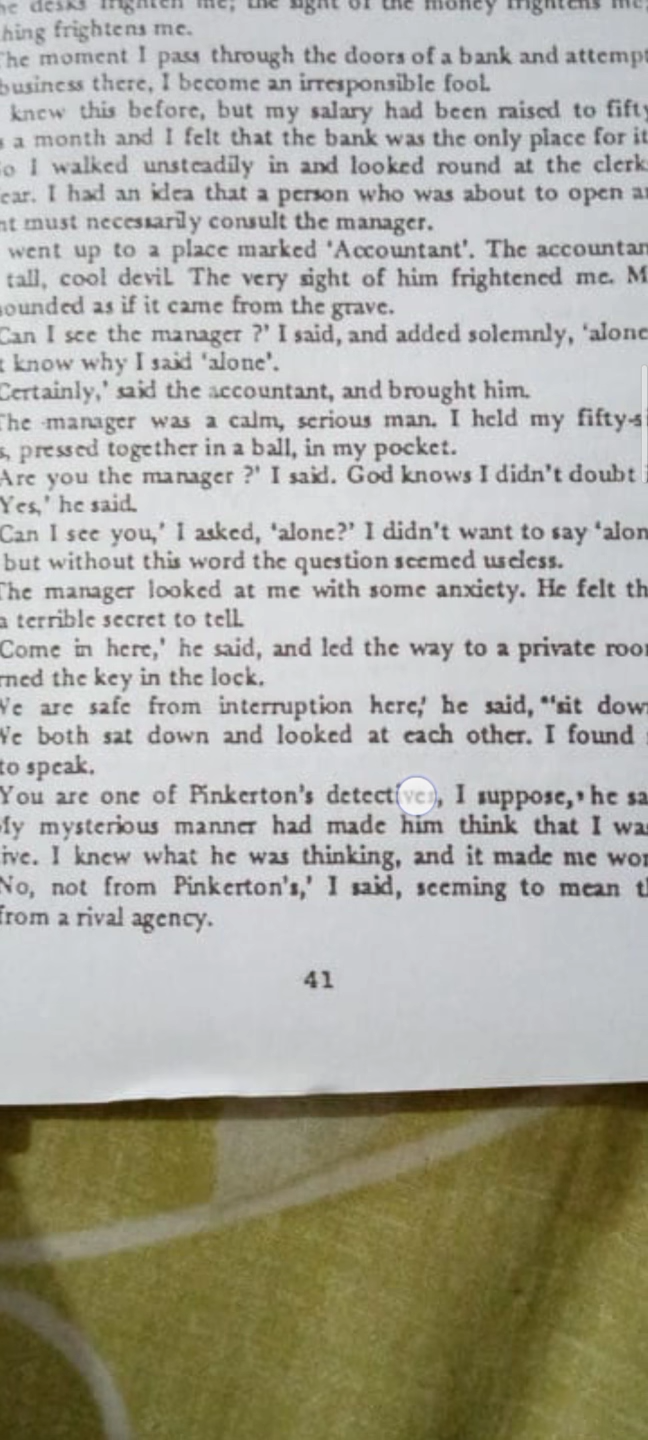 desks frighten me; the sight of the money frightens me;
hing frightens me.
The moment I pass through the doors of a bank and attempt
business there, I become an irresponsible fool.
knew this before, but my salary had been raised to fifty
a month and I felt that the bank was the only place for it
o I walked unsteadily in and looked round at the clerk
ear. I had an idea that a person who was about to open a
nt must necessarily consult the manager.
went up to a place marked ‘Accountant’. The accountan
tall, cool devil. The very sight of him frightened me. M
ounded as if it came from the grave.
Can I see the manager ?’ I said, and added solemnly, ‘alone
t know why I said ‘alone’.
Certainly,’ said the accountant, and brought him.
The manager was a calm, serious man. I held my fifty-si
s, pressed together in a ball, in my pocket.
Are you the manager ?’ I said. God knows I didn't doubt i
Yes,’ he said.
Can I see you,’ I asked, ‘alone?’ I didn't want to say ‘alon
but without this word the question seemed useless.
The manager looked at me with some anxiety. He felt th
a terrible secret to tell.
Come in here,’ he said, and led the way to a private roo
rned the key in the lock.
We are safe from interruption here,’ he said, “sit dow
We both sat down and looked at each other. I found
to speak.
You are one of Pinkerton's detectives, I suppose,’ he sa
My mysterious manner had made him think that I wa
ive. I knew what he was thinking, and it made me wor
No, not from Pinkerton's,’ I said, seeming to mean th
from a rival agency.
41